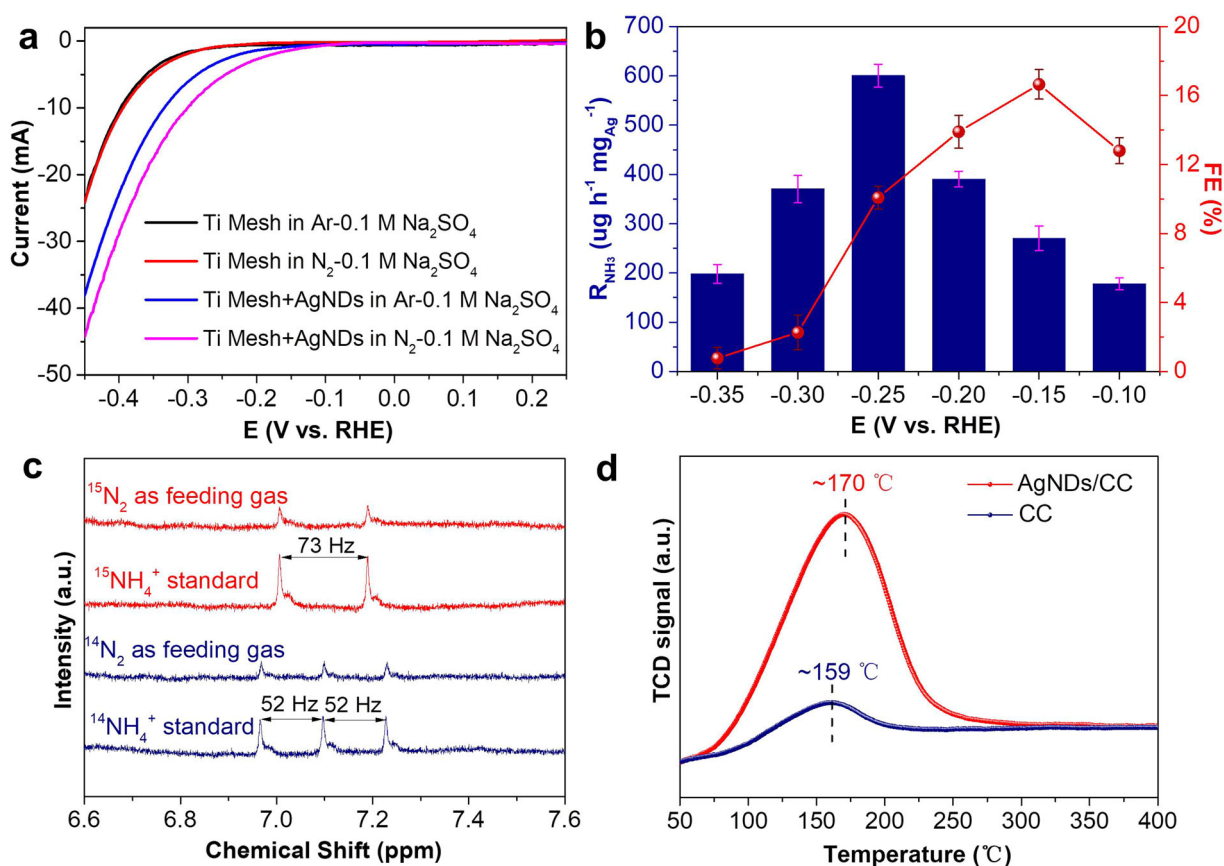 a
0
-10
-20
-30
-40
-50
Current (mA)
Ti Mesh in Ar-0.1 M Na₂SO₄
Ti Mesh in N₂-0.1 M Na₂SO₄
Ti Mesh+AgNDs in Ar-0.1 M Na₂SO₄
Ti Mesh+AgNDs in N₂-0.1 M Na₂SO₄
-0.4 -0.3 -0.2 -0.1 0.0 0.1 0.2
E (V vs. RHE)
b
700
600
500
400
300
200
100
0
R_NH₃ (ug h⁻¹ mg_Ag⁻¹)
20
16
12
8
4
0
FE (%)
-0.35 -0.30 -0.25 -0.20 -0.15 -0.10
E (V vs. RHE)
c
Intensity (a.u.)
¹⁵N₂ as feeding gas
73 Hz
¹⁵NH₄⁺ standard
¹⁴N₂ as feeding gas
52 Hz 52 Hz
¹⁴NH₄⁺ standard
6.6 6.8 7.0 7.2 7.4 7.6
Chemical Shift (ppm)
d
TCD signal (a.u.)
~170 ℃
AgNDs/CC
CC
~159 ℃
50 100 150 200 250 300 350 400
Temperature (℃)